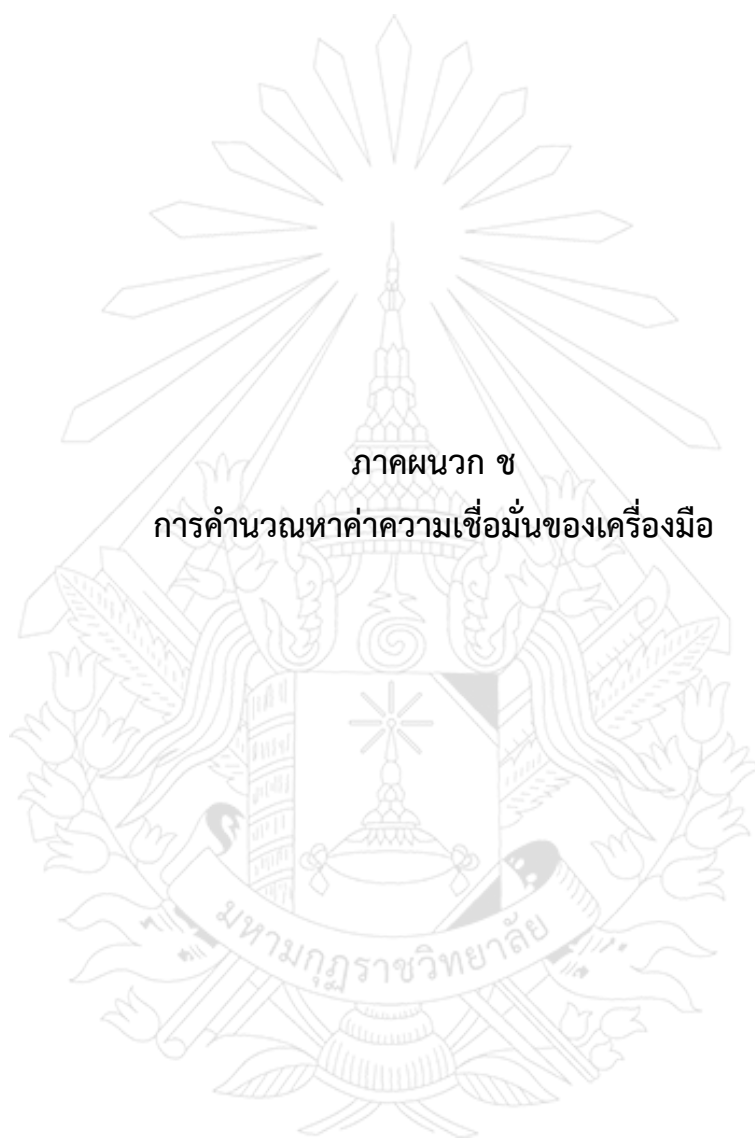 ภาคผนวก ช
การคำนวณหาค่าความเชื่อมั่นของเครื่องมือ
มหามกุฏราชวิทยาลัย